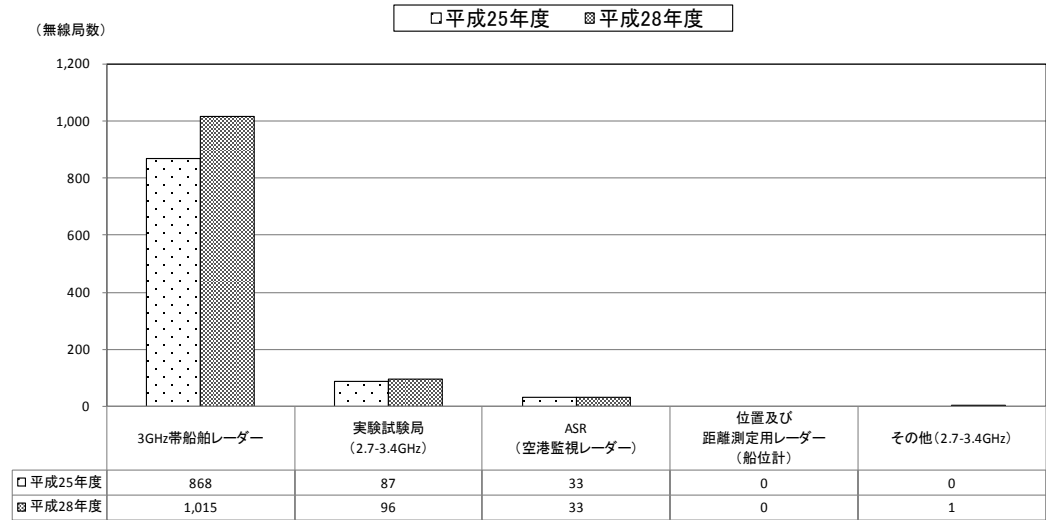 □平成25年度 ▩平成28年度
（無線局数）
1,200
1,000
800
600
400
200
0
3GHz帯船舶レーダー
実験試験局
（2.7-3.4GHz）
ASR
（空港監視レーダー）
位置及び
距離測定用レーダー
（船位計）
その他（2.7-3.4GHz）
□平成25年度 868 87 33 0 0
▩平成28年度 1,015 96 33 0 1